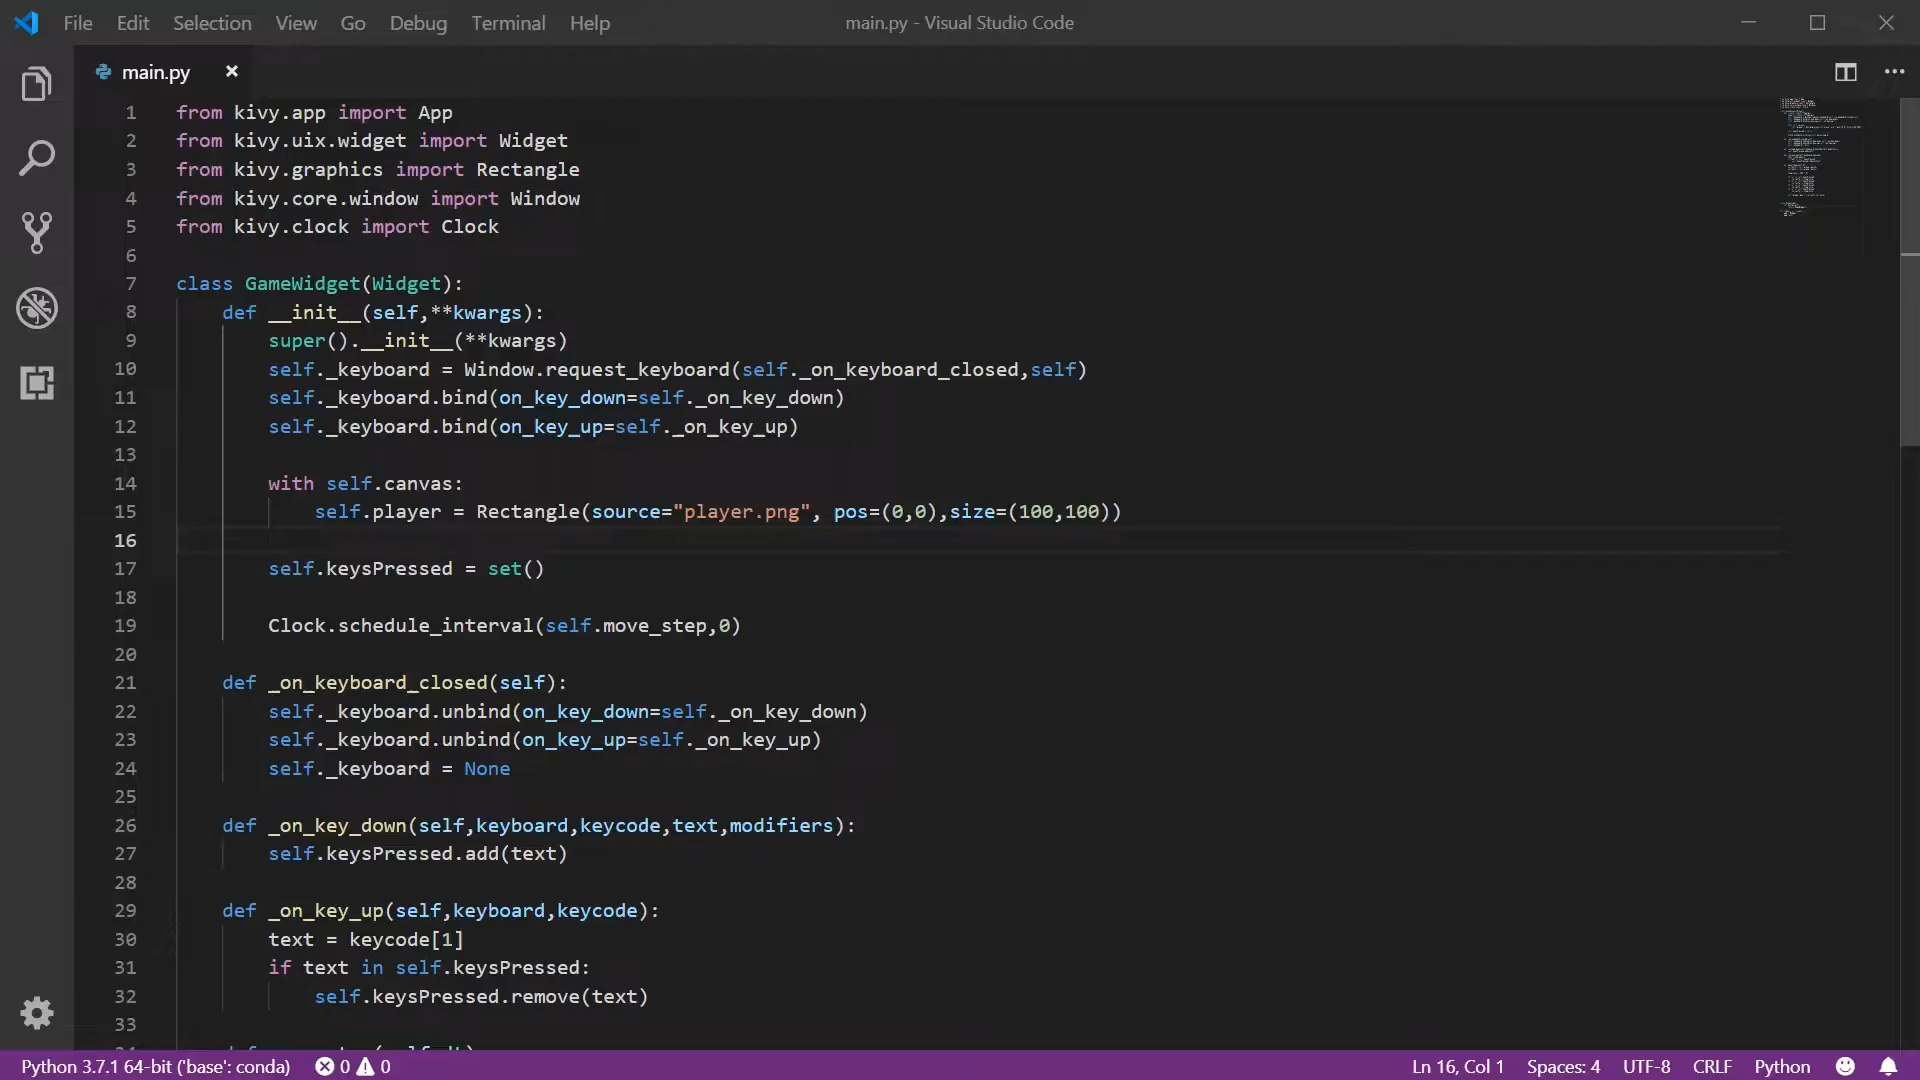 File Edit Selection View Go Debug Terminal Help main.py - Visual Studio Code
main.py
1 from kivy.app import App
2 from kivy.uix.widget import Widget
3 from kivy.graphics import Rectangle
4 from kivy.core.window import Window
5 from kivy.clock import Clock
6
7 class GameWidget(Widget):
8 def __init__(self,**kwargs):
9 super().__init__(**kwargs)
10 self._keyboard = Window.request_keyboard(self._on_keyboard_closed,self)
11 self._keyboard.bind(on_key_down=self._on_key_down)
12 self._keyboard.bind(on_key_up=self._on_key_up)
13
14 with self.canvas:
15 self.player = Rectangle(source="player.png", pos=(0,0),size=(100,100))
16
17 self.keysPressed = set()
18
19 Clock.schedule_interval(self.move_step,0)
20
21 def _on_keyboard_closed(self):
22 self._keyboard.unbind(on_key_down=self._on_key_down)
23 self._keyboard.unbind(on_key_up=self._on_key_up)
24 self._keyboard = None
25
26 def _on_key_down(self,keyboard,keycode,text,modifiers):
27 self.keysPressed.add(text)
28
29 def _on_key_up(self,keyboard,keycode):
30 text = keycode[1]
31 if text in self.keysPressed:
32 self.keysPressed.remove(text)
33
Python 3.7.1 64-bit ('base': conda) 0 0 Ln 16, Col 1 Spaces: 4 UTF-8 CRLF Python